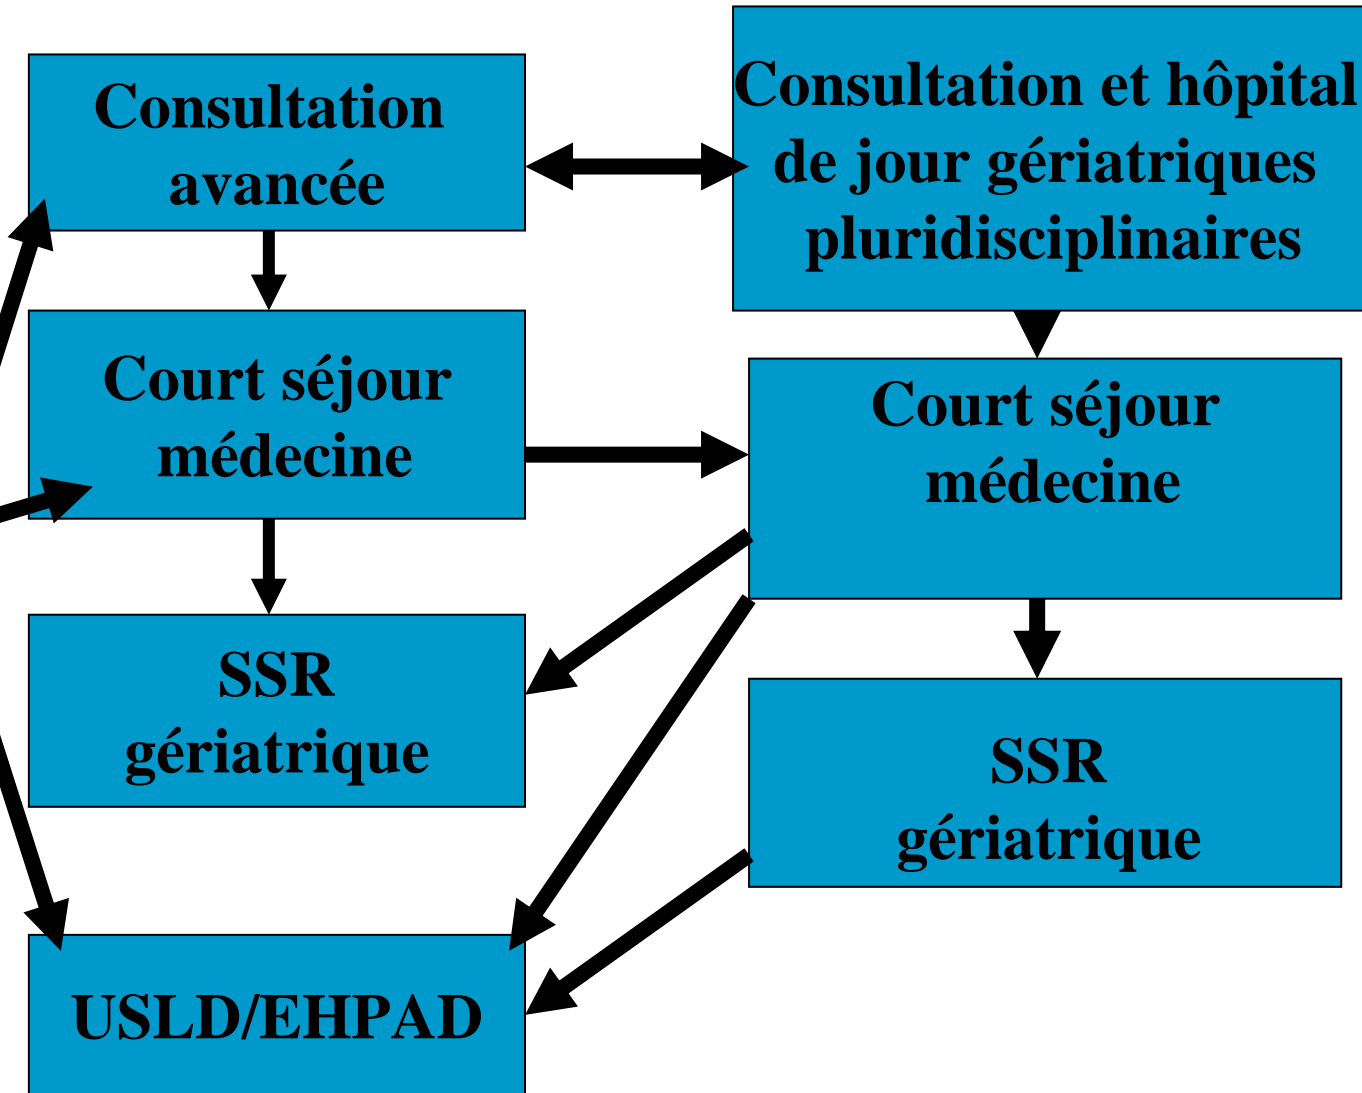 Consultation
avancée
Consultation et hôpital
de jour gériatriques
pluridisciplinaires
Court séjour
médecine
Court séjour
médecine
SSR
gériatrique
SSR
gériatrique
USLD/EHPAD